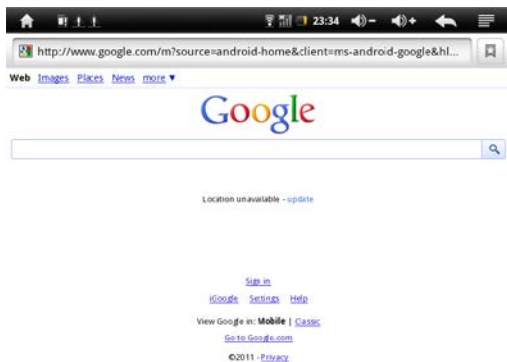 23:34
http://www.google.com/m?source=android-home&client=ms-android-google&hl...
Web Images Places News more ▼
Google
Location unavailable - update
Sign in
iGoogle Settings Help
View Google in: Mobile | Classic
Go to Google.com
©2011 - Privacy